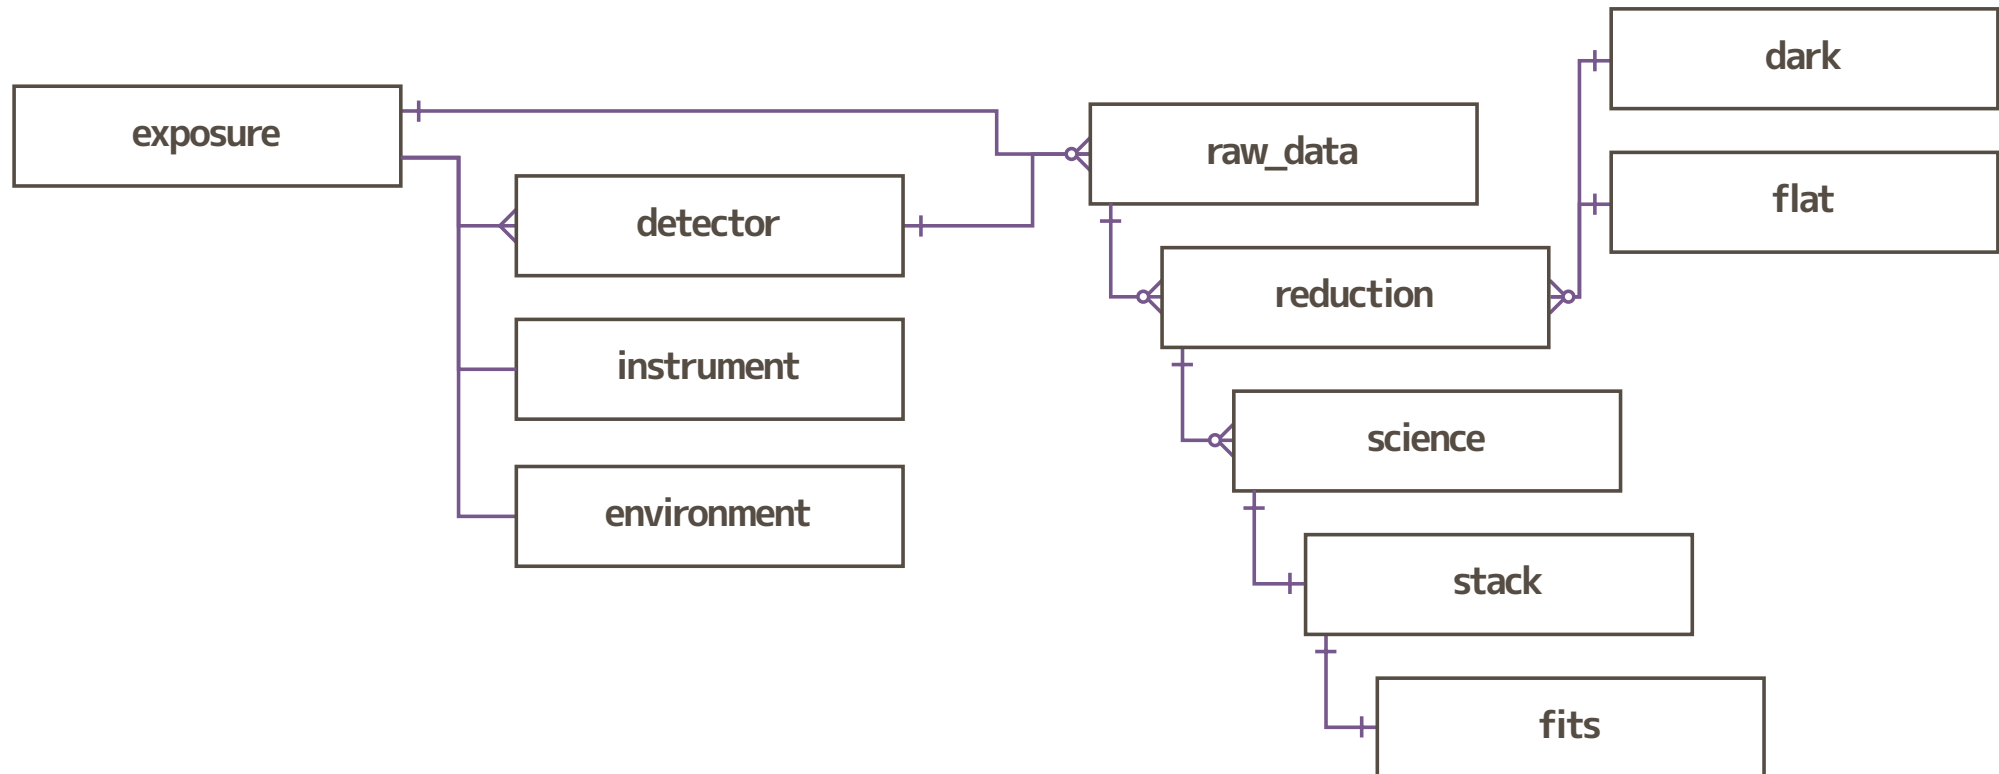 exposure
detector
instrument
environment
raw_data
dark
flat
reduction
science
stack
fits